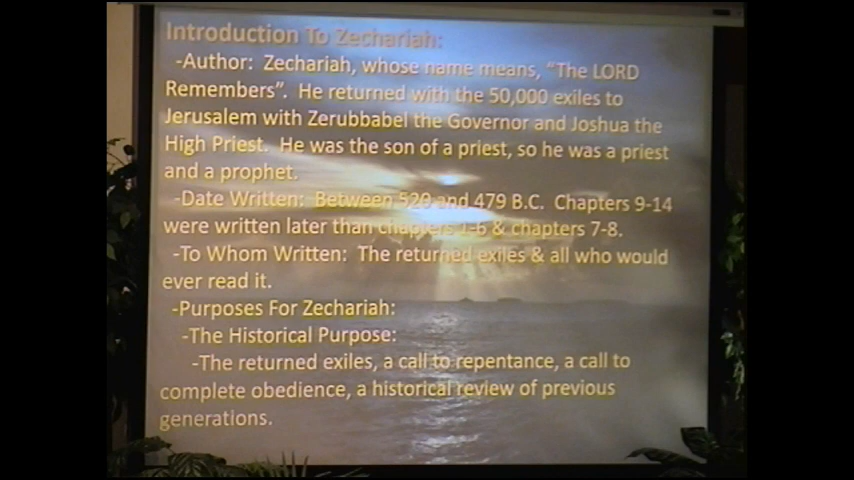 Introduction To Zechariah:
-Author: Zechariah, whose name means, "The LORD
Remembers". He returned with the 50,000 exiles to
Jerusalem with Zerubbabel the Governor and Joshua the
High Priest. He was the son of a priest, so he was a priest
and a prophet.
-Date Written: Between 520 and 479 B.C. Chapters 9-14
were written later than chapters 1-6 & chapters 7-8.
-To Whom Written: The returned exiles & all who would
ever read it.
-Purposes For Zechariah:
-The Historical Purpose:
-The returned exiles, a call to repentance, a call to
complete obedience, a historical review of previous
generations.